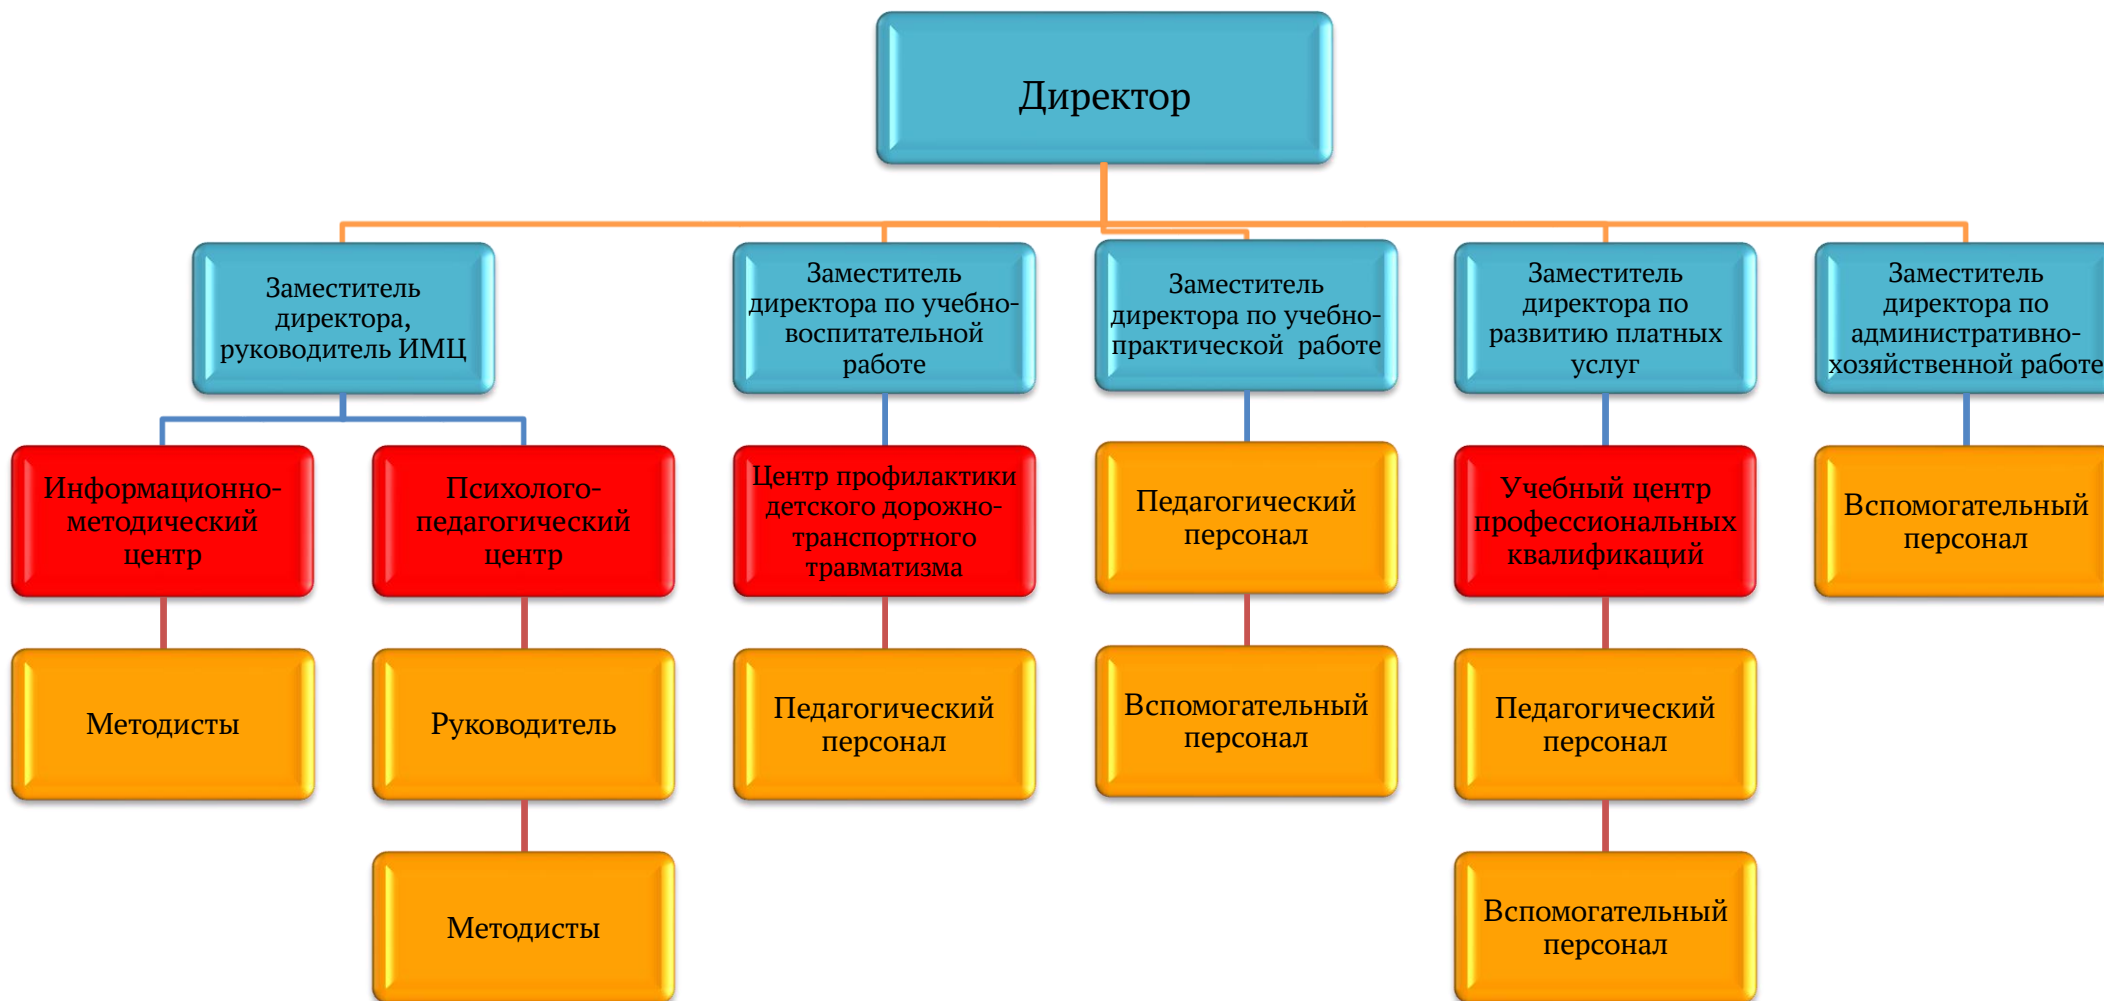 Директор
Заместитель
директора,
руководитель ИМЦ
Заместитель
директора по учебно-
воспитательной
работе
Заместитель
директора по учебно-
практической работе
Заместитель
директора по
развитию платных
услуг
Заместитель
директора по
административно-
хозяйственной работе
Информационно-
методический
центр
Психолого-
педагогический
центр
Центр профилактики
детского дорожно-
транспортного
травматизма
Педагогический
персонал
Учебный центр
профессиональных
квалификаций
Вспомогательный
персонал
Методисты
Руководитель
Педагогический
персонал
Вспомогательный
персонал
Педагогический
персонал
Методисты
Вспомогательный
персонал